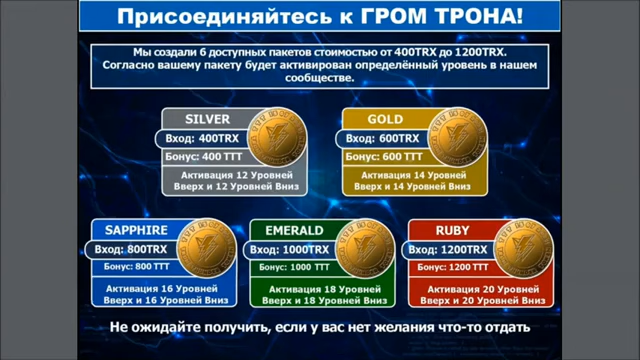 Присоединяйтесь к ГРОМ ТРОНА!
Мы создали 6 доступных пакетов стоимостью от 400TRX до 1200TRX.
Согласно вашему пакету будет активирован определённый уровень в нашем
сообществе.
SILVER
Вход: 400TRX
Бонус: 400 TTT
Активация 12 Уровней
Вверх и 12 Уровней Вниз
GOLD
Вход: 600TRX
Бонус: 600 TTT
Активация 14 Уровней
Вверх и 14 Уровней Вниз
SAPPHIRE
Вход: 800TRX
Бонус: 800 TTT
Активация 16 Уровней
Вверх и 16 Уровней Вниз
EMERALD
Вход: 1000TRX
Бонус: 1000 TTT
Активация 18 Уровней
Вверх и 18 Уровней Вниз
RUBY
Вход: 1200TRX
Бонус: 1200 TTT
Активация 20 Уровней
Вверх и 20 Уровней Вниз
Не ожидайте получить, если у вас нет желания что-то отдать